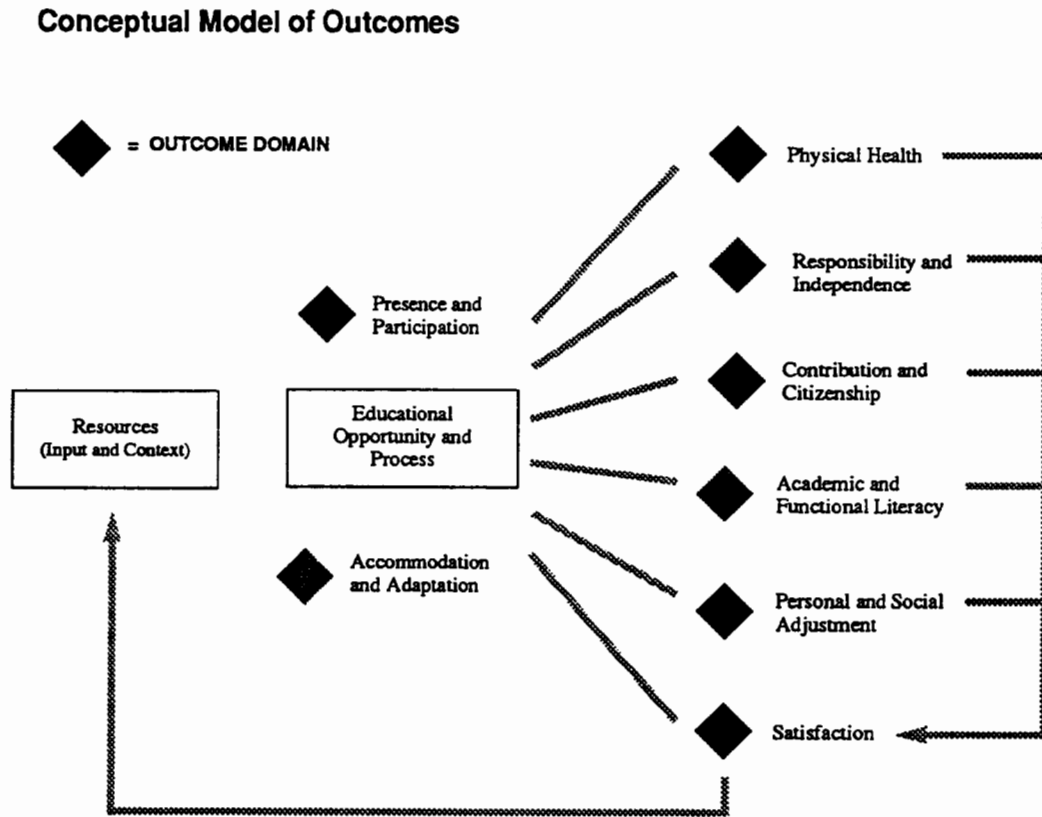 Conceptual Model of Outcomes
= OUTCOME DOMAIN
Physical Health
Responsibility and
Independence
Presence and
Participation
Contribution and
Citizenship
Resources
(Input and Context)
Educational
Opportunity and
Process
Academic and
Functional Literacy
Accommodation
and Adaptation
Personal and Social
Adjustment
Satisfaction